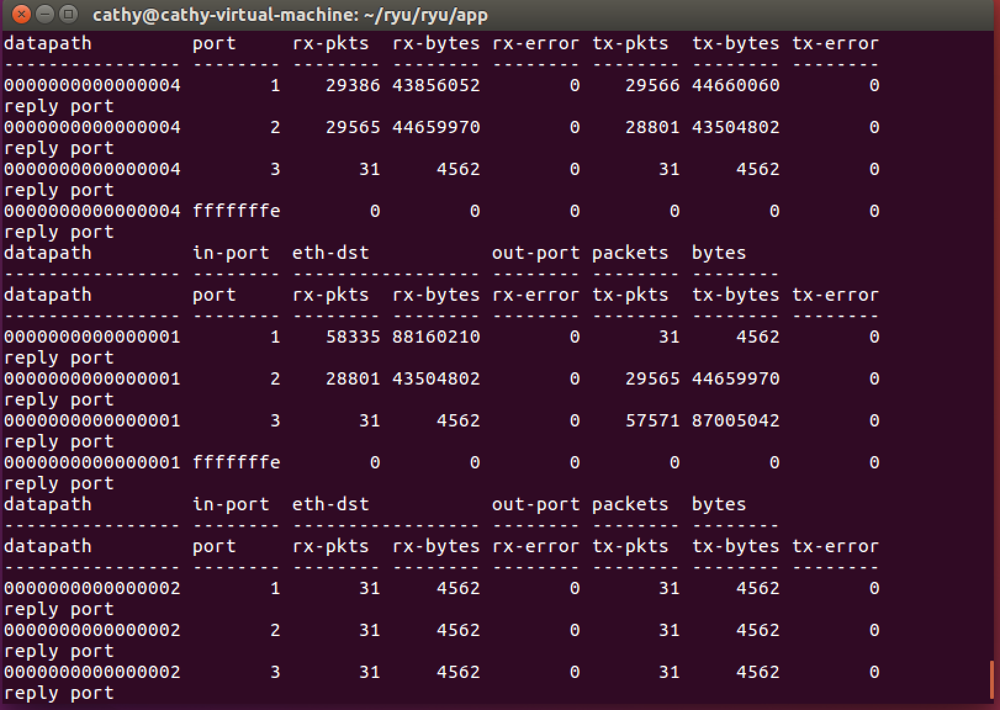 cathy@cathy-virtual-machine: ~/ryu/ryu/app
datapath         port     rx-pkts  rx-bytes rx-error tx-pkts  tx-bytes tx-error
---------------- -------- -------- -------- -------- -------- -------- --------
0000000000000004        1    29386 43856052        0    29566 44660060        0
reply port
0000000000000004        2    29565 44659970        0    28801 43504802        0
reply port
0000000000000004        3       31     4562        0       31     4562        0
reply port
0000000000000004 fffffffe        0        0        0        0        0        0
reply port
datapath         in-port  eth-dst           out-port packets  bytes
---------------- -------- ----------------- -------- -------- --------
datapath         port     rx-pkts  rx-bytes rx-error tx-pkts  tx-bytes tx-error
---------------- -------- -------- -------- -------- -------- -------- --------
0000000000000001        1    58335 88160210        0       31     4562        0
reply port
0000000000000001        2    28801 43504802        0    29565 44659970        0
reply port
0000000000000001        3       31     4562        0    57571 87005042        0
reply port
0000000000000001 fffffffe        0        0        0        0        0        0
reply port
datapath         in-port  eth-dst           out-port packets  bytes
---------------- -------- ----------------- -------- -------- --------
datapath         port     rx-pkts  rx-bytes rx-error tx-pkts  tx-bytes tx-error
---------------- -------- -------- -------- -------- -------- -------- --------
0000000000000002        1       31     4562        0       31     4562        0
reply port
0000000000000002        2       31     4562        0       31     4562        0
reply port
0000000000000002        3       31     4562        0       31     4562        0
reply port